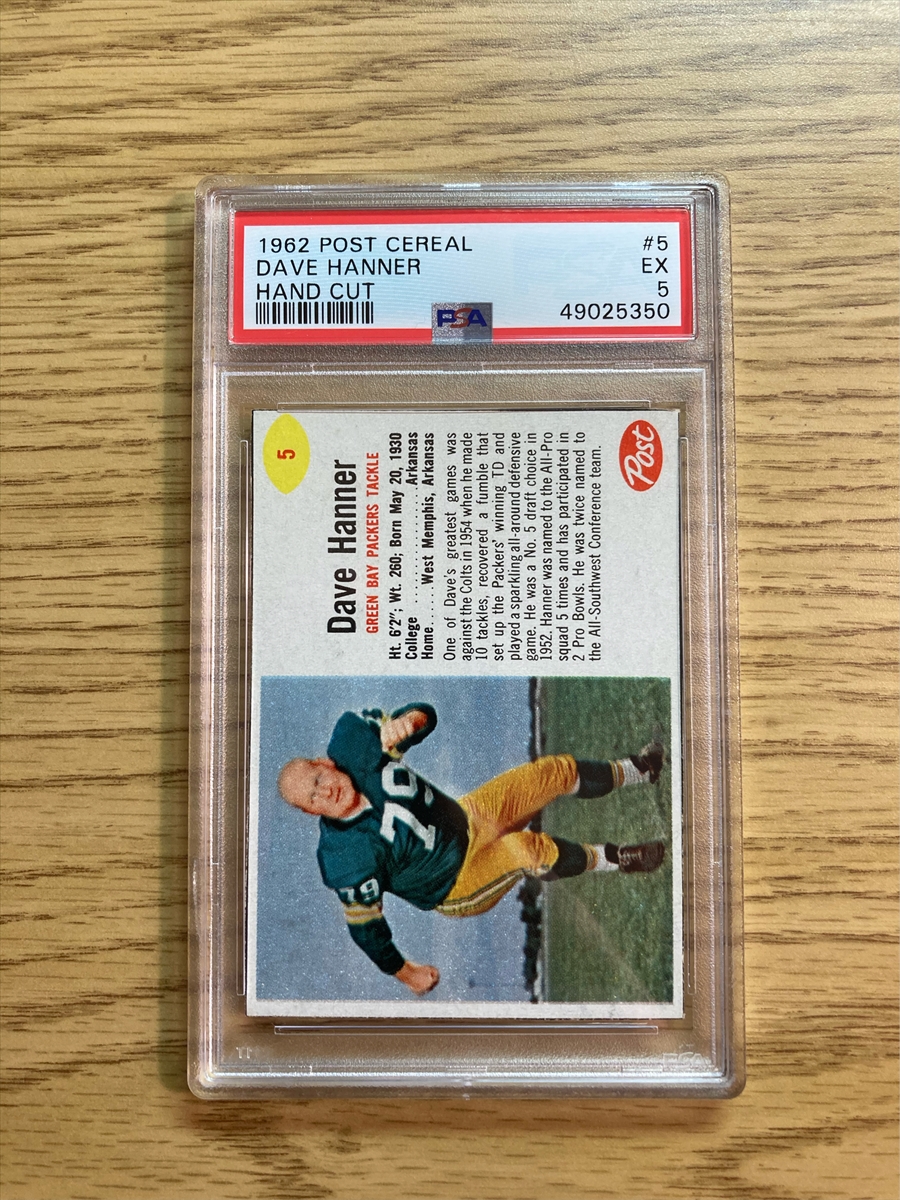 1962 POST CEREAL #5
DAVE HANNER EX
HAND CUT 5
PSA 49025350
5
Dave Hanner
GREEN BAY PACKERS TACKLE
Ht. 6'2"; Wt. 260; Born May 20, 1930
College ..............Arkansas
Home......West Memphis, Arkansas
One of Dave's greatest games was
against the Colts in 1954 when he made
10 tackles, recovered a fumble that
set up the Packers' winning TD and
played a sparkling all-around defensive
game. He was a No. 5 draft choice in
1952. Hanner was named to the All-Pro
squad 5 times and has participated in
2 Pro Bowls. He was twice named to
the All-Southwest Conference team.
Post
79
79
PSA